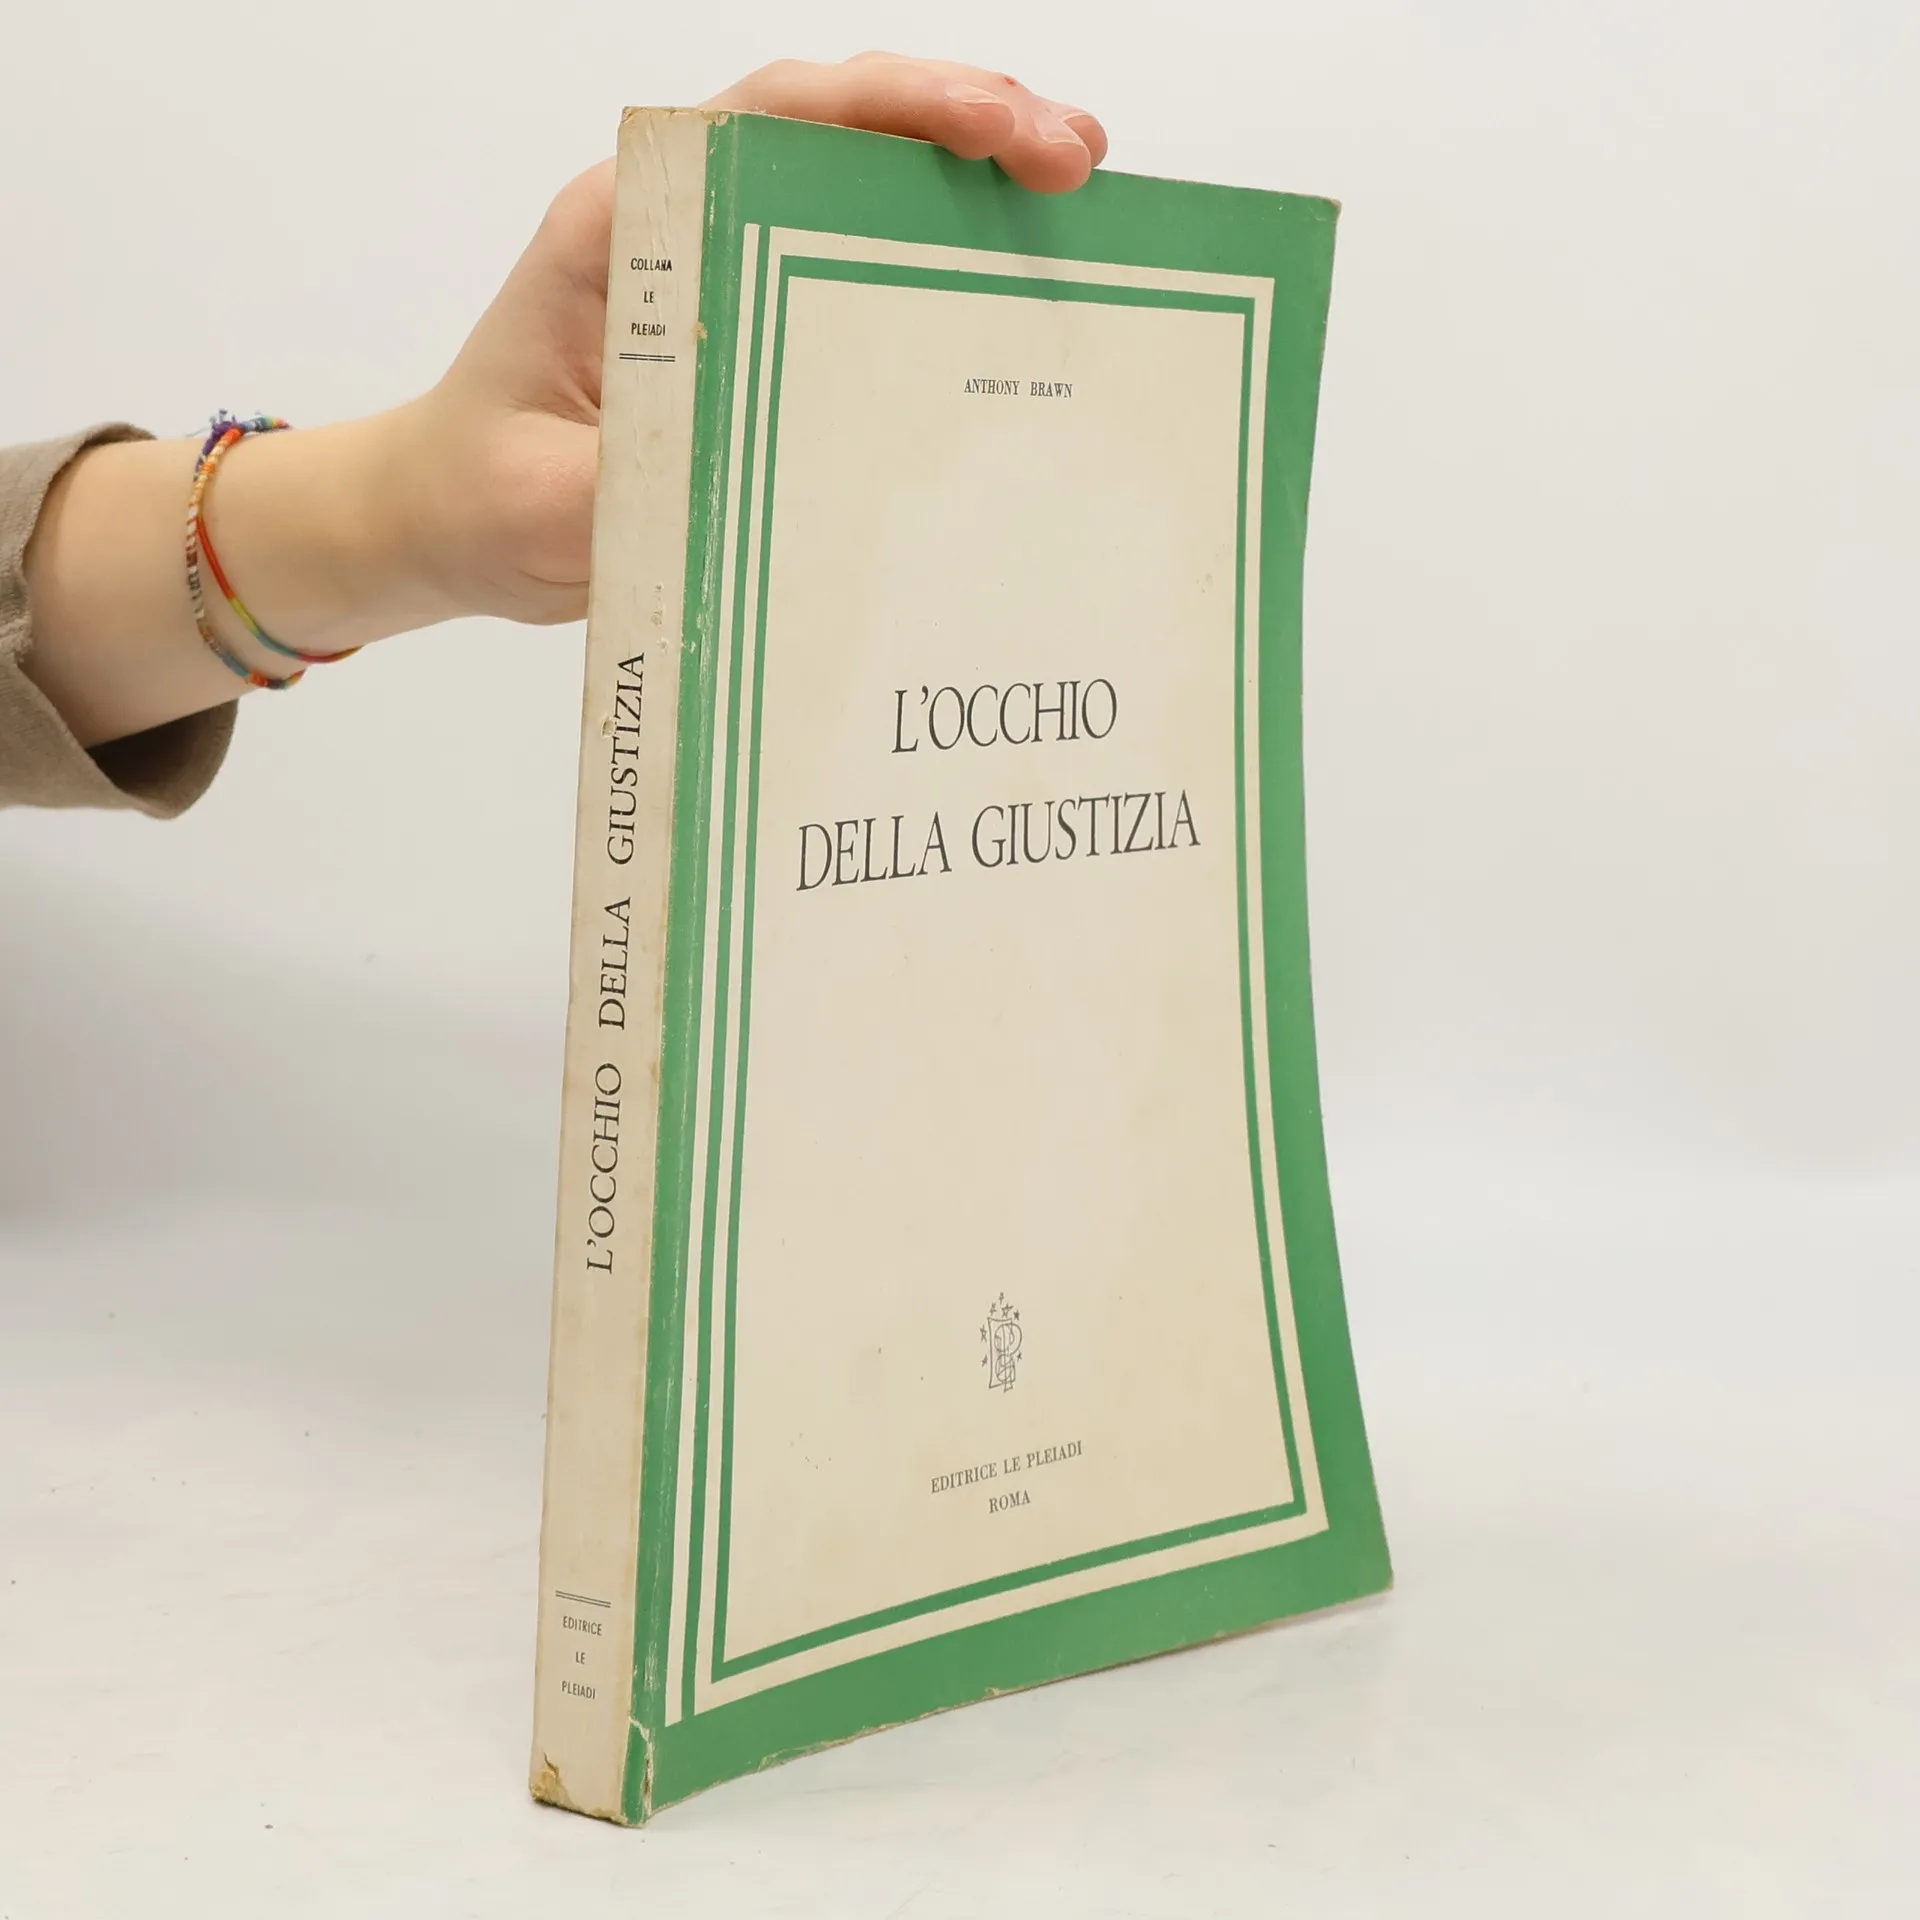 COLLANA
LE
PLEIADI
L'OCCHIO DELLA GIUSTIZIA
EDITRICE
LE
PLEIADI
ANTHONY BRAWN
L'OCCHIO
DELLA GIUSTIZIA
EDITRICE LE PLEIADI
ROMA